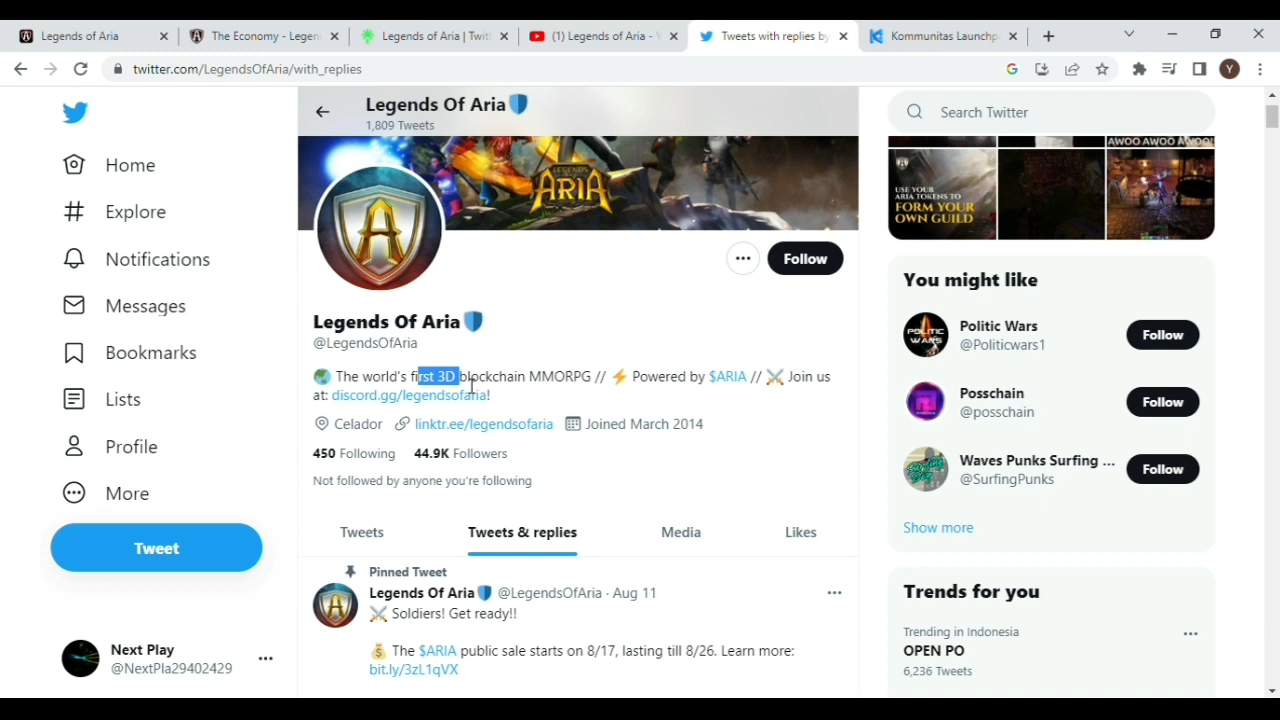 Legends of Aria
The Economy - Legen
Legends of Aria | Twit
(1) Legends of Aria -
Tweets with replies by
Kommunitas Launchp
twitter.com/LegendsOfAria/with_replies
Y
Home
Explore
Notifications
Messages
Bookmarks
Lists
Profile
More
Tweet
Next Play
@NextPla29402429
Legends Of Aria
1,809 Tweets
LEGENDS
ARIA
A
Follow
Legends Of Aria
@LegendsOfAria
The world's first 3D blockchain MMORPG // ⚡ Powered by $ARIA // ⚔️ Join us
at: discord.gg/legendsofaria!
Celador linktr.ee/legendsofaria Joined March 2014
450 Following 44.9K Followers
Not followed by anyone you're following
Tweets Tweets & replies Media Likes
Pinned Tweet
Legends Of Aria @LegendsOfAria · Aug 11
⚔️ Soldiers! Get ready!!
💰 The $ARIA public sale starts on 8/17, lasting till 8/26. Learn more:
bit.ly/3zL1qVX
Search Twitter
AWOO AWOO AWOO!
USE YOUR
ARIA TOKENS TO
FORM YOUR
OWN GUILD
You might like
POLITIC
WARS
Politic Wars
@Politicwars1
Follow
Posschain
@posschain
Follow
Waves Punks Surfing ...
@SurfingPunks
Follow
Show more
Trends for you
Trending in Indonesia
OPEN PO
6,236 Tweets